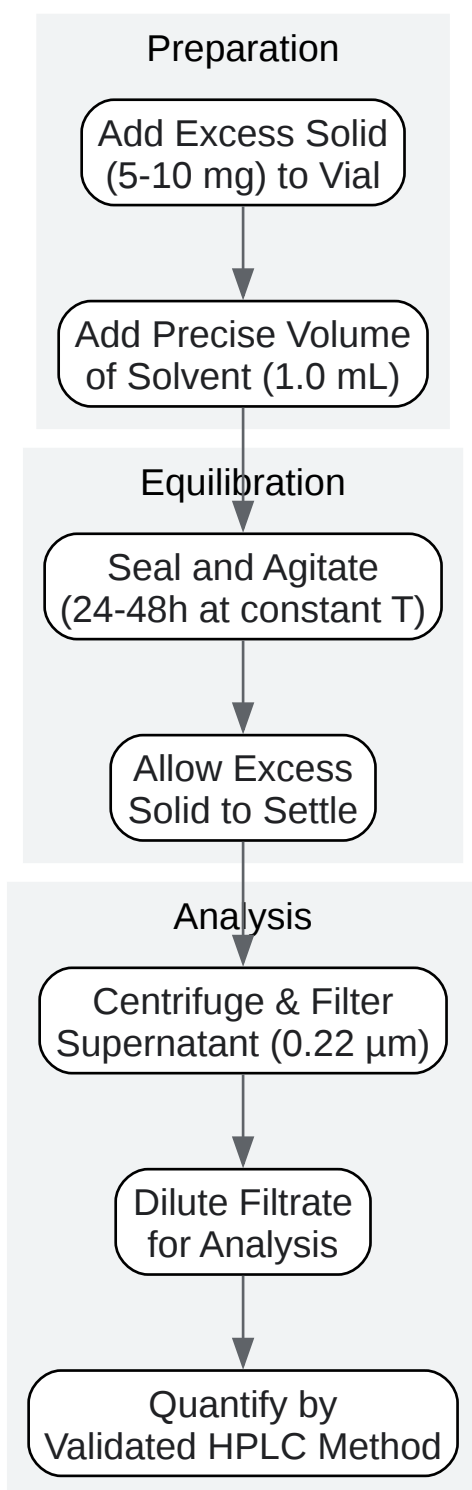 Preparation
Add Excess Solid
(5-10 mg) to Vial
Add Precise Volume
of Solvent (1.0 mL)
Equilibration
Seal and Agitate
(24-48h at constant T)
Allow Excess
Solid to Settle
Analysis
Centrifuge & Filter
Supernatant (0.22 µm)
Dilute Filtrate
for Analysis
Quantify by
Validated HPLC Method